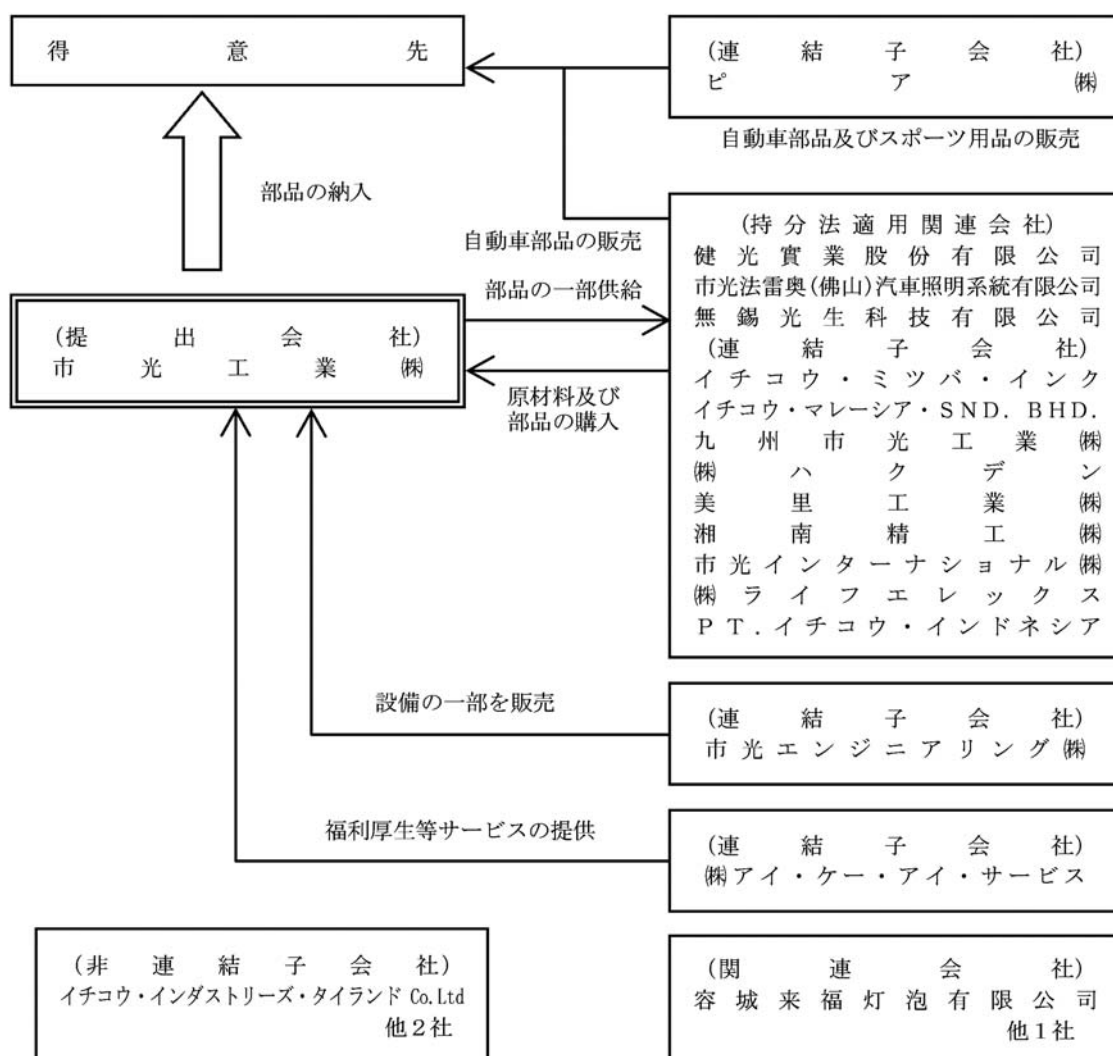 得意先
(連結子会社)
ピア㈱
自動車部品及びスポーツ用品の販売
部品の納入
自動車部品の販売
部品の一部供給
(提出会社)
市光工業㈱
原材料及び
部品の購入
(持分法適用関連会社)
健光實業股份有限公司
市光法雷奥(佛山)汽車照明系統有限公司
無錫光生科技有限公司
(連結子会社)
イチコウ・ミツバ・インク
イチコウ・マレーシア・SND. BHD.
九州市光工業㈱
㈱ハクデン
美里工業㈱
湘南精工㈱
市光インターナショナル㈱
㈱ライフエレックス
PT.イチコウ・インドネシア
設備の一部を販売
(連結子会社)
市光エンジニアリング㈱
福利厚生等サービスの提供
(連結子会社)
㈱アイ・ケー・アイ・サービス
(非連結子会社)
イチコウ・インダストリーズ・タイランド Co.Ltd
他2社
(関連会社)
容城来福灯泡有限公司
他1社